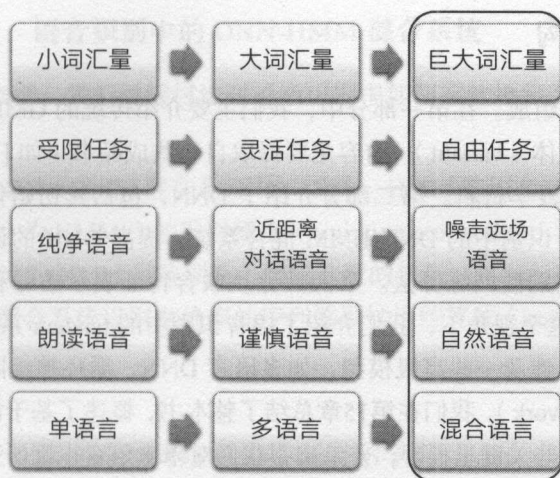 小词汇量 大词汇量 巨大词汇量
受限任务 灵活任务 自由任务
纯净语音 近距离 噪声远场
对话语音 语音
朗读语音 谨慎语音 自然语音
单语言 多语言 混合语言